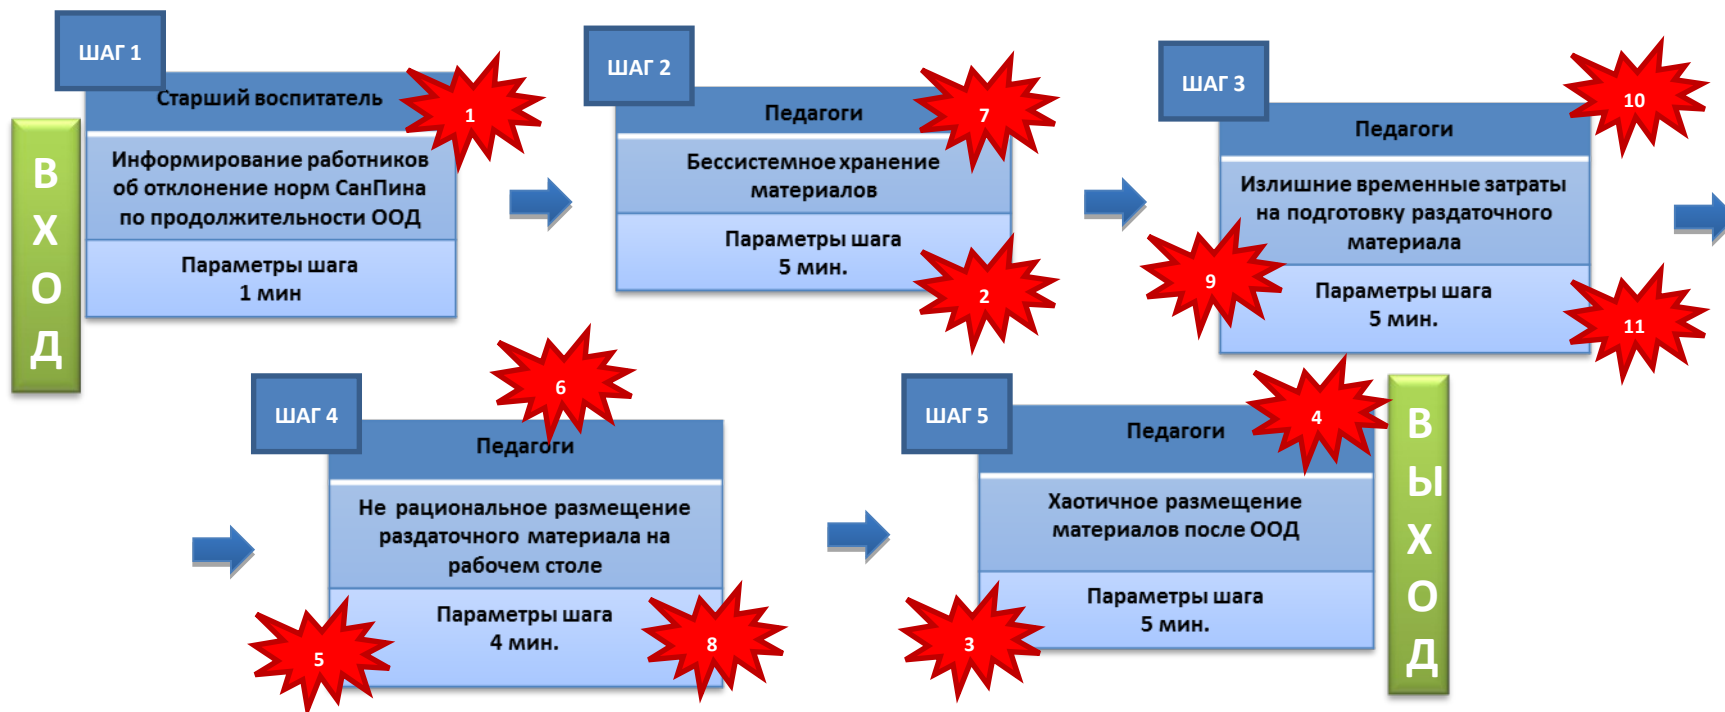 ВХОД
ШАГ 1
Старший воспитатель
1
Информирование работников
об отклонение норм СанПина
по продолжительности ООД
Параметры шага
1 мин
ШАГ 2
Педагоги
7
Бессистемное хранение
материалов
Параметры шага
5 мин.
2
ШАГ 3
Педагоги
10
Излишние временные затраты
на подготовку раздаточного
материала
9
Параметры шага
5 мин.
11
ШАГ 4
6
Педагоги
Не рациональное размещение
раздаточного материала на
рабочем столе
Параметры шага
4 мин.
5
8
ШАГ 5
Педагоги
4
Хаотичное размещение
материалов после ООД
Параметры шага
5 мин.
3
ВЫХОД